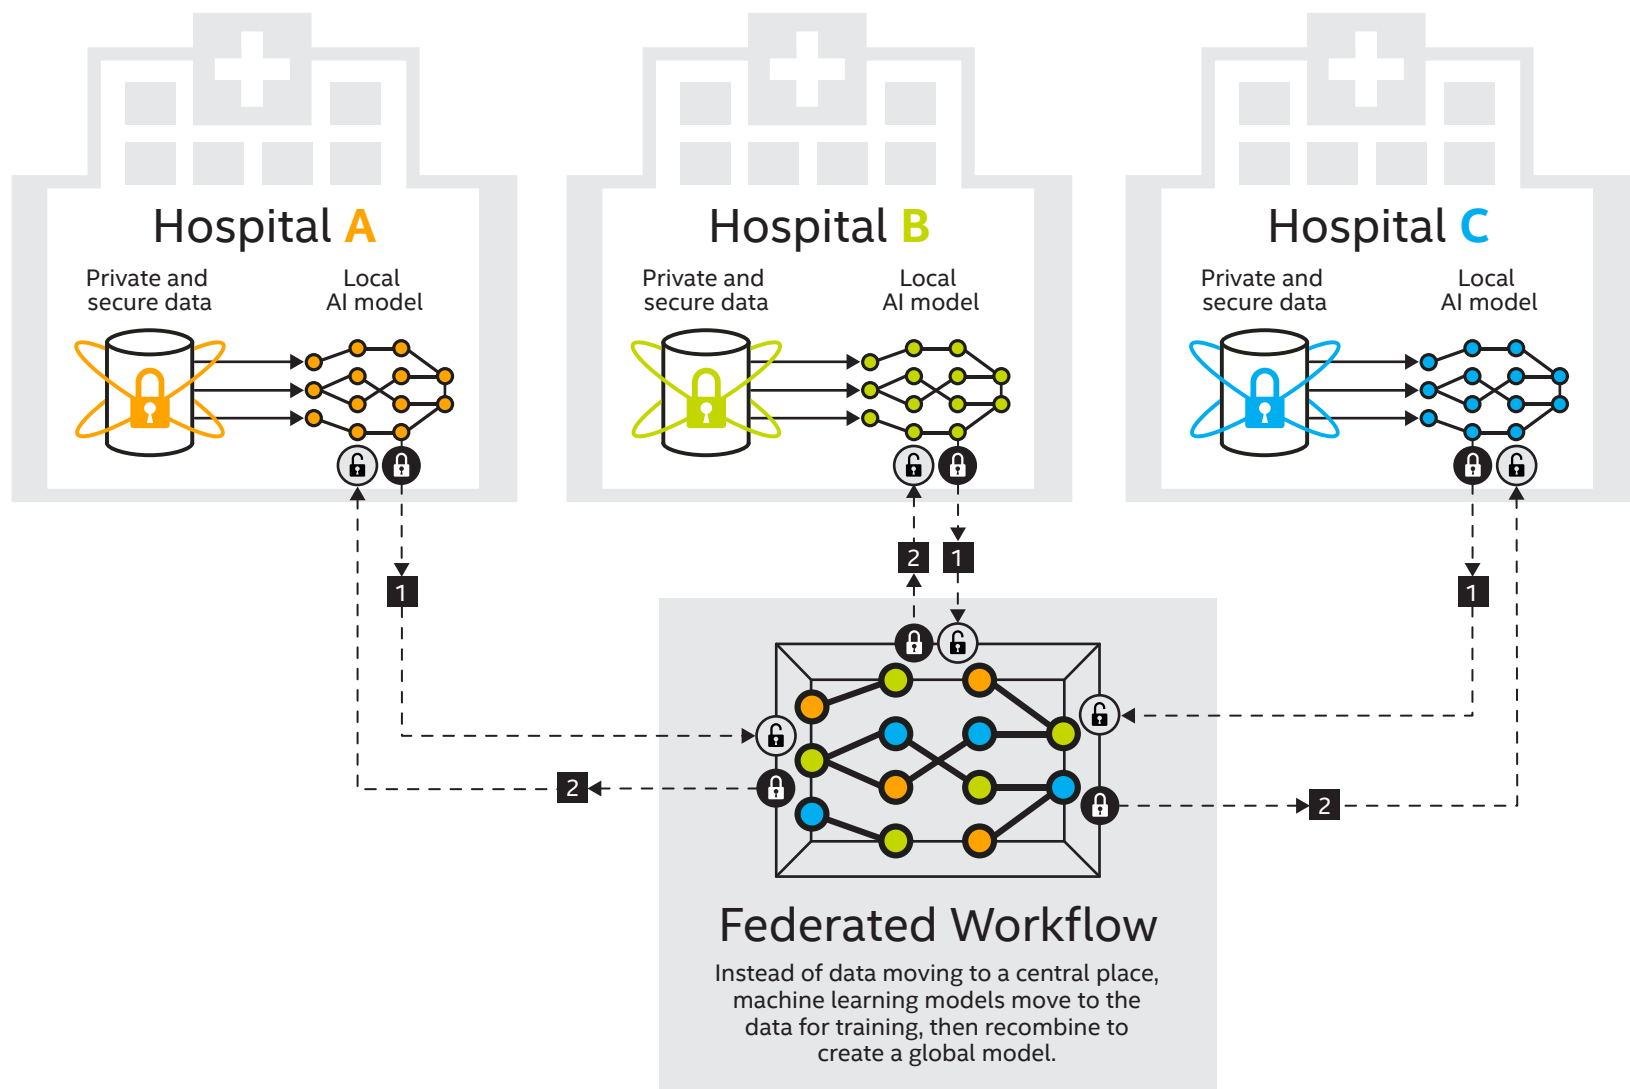 Hospital A
Private and
secure data
Local
AI model
Hospital B
Private and
secure data
Local
AI model
Hospital C
Private and
secure data
Local
AI model
2
1
1
1
2
2
Federated Workflow
Instead of data moving to a central place,
machine learning models move to the
data for training, then recombine to
create a global model.